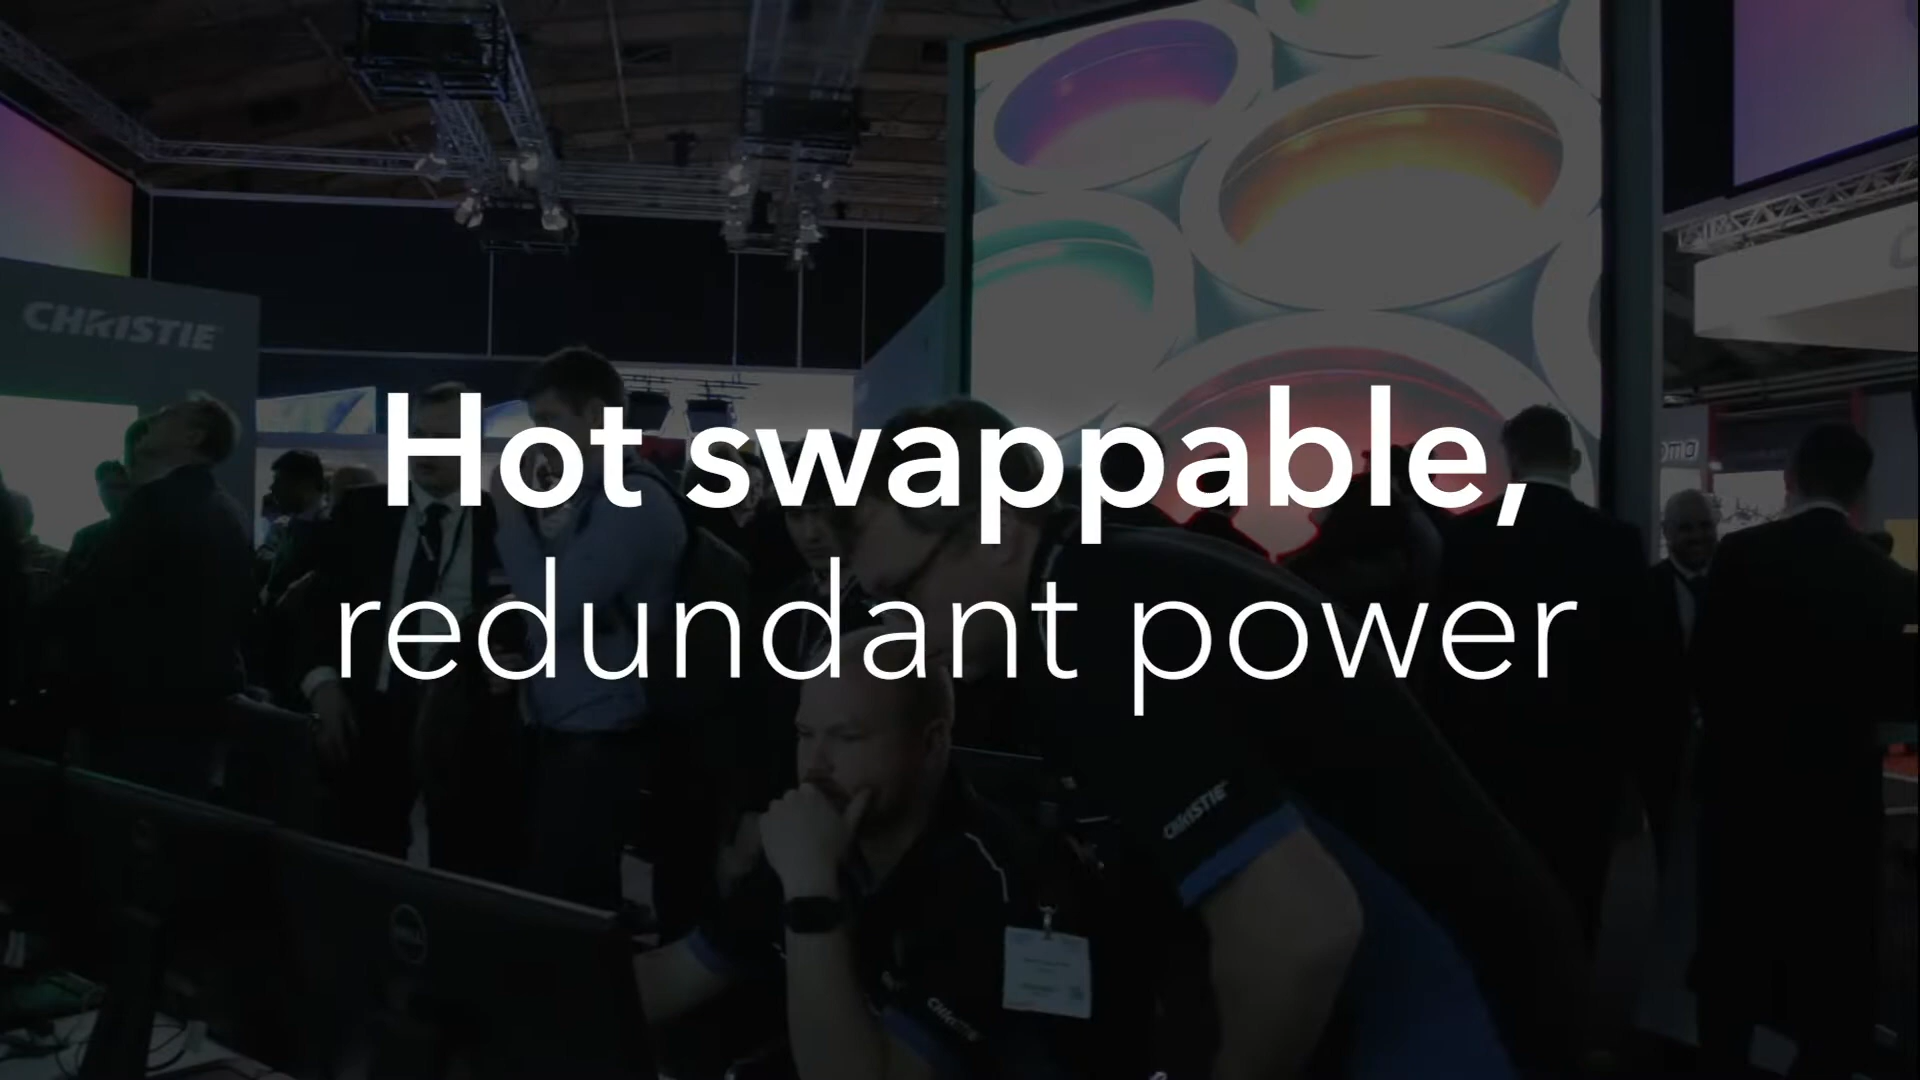 CHRISTIE
Hot swappable,
redundant power
CHRISTIE
CHRISTIE